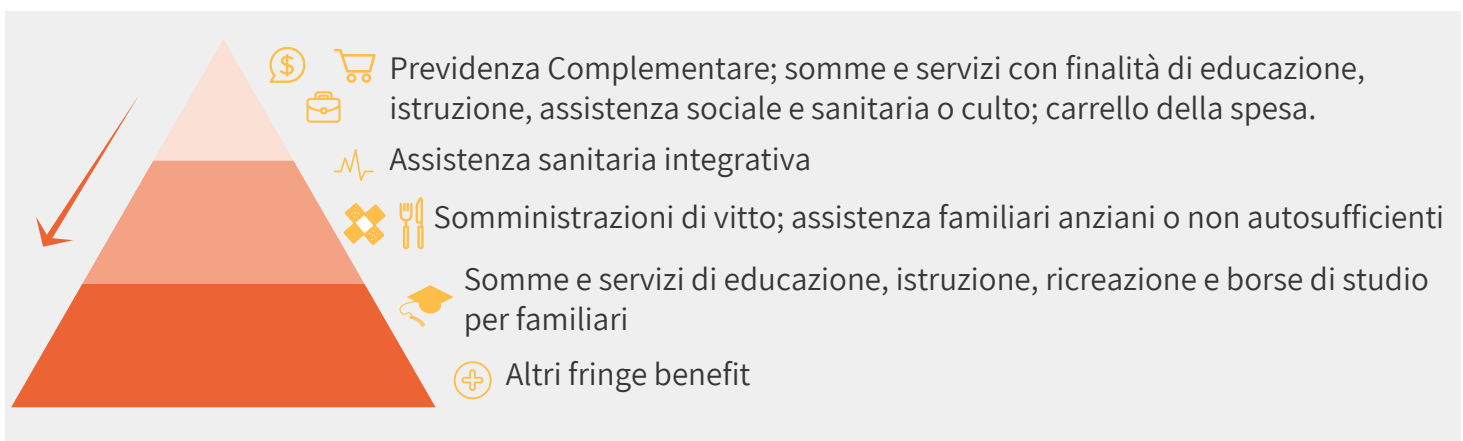 Previdenza Complementare; somme e servizi con finalità di educazione,
istruzione, assistenza sociale e sanitaria o culto; carrello della spesa.
Assistenza sanitaria integrativa
Somministrazioni di vitto; assistenza familiari anziani o non autosufficienti
Somme e servizi di educazione, istruzione, ricreazione e borse di studio
per familiari
Altri fringe benefit